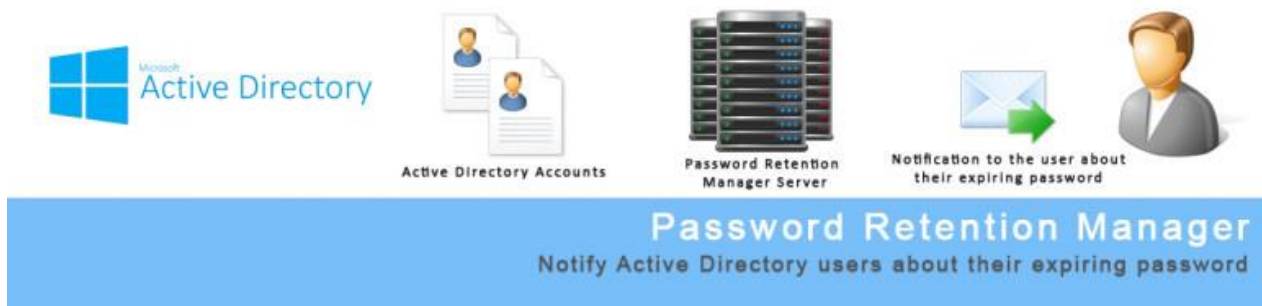 Microsoft
Active Directory
Active Directory Accounts
Password Retention
Manager Server
Notification to the user about
their expiring password
Password Retention Manager
Notify Active Directory users about their expiring password